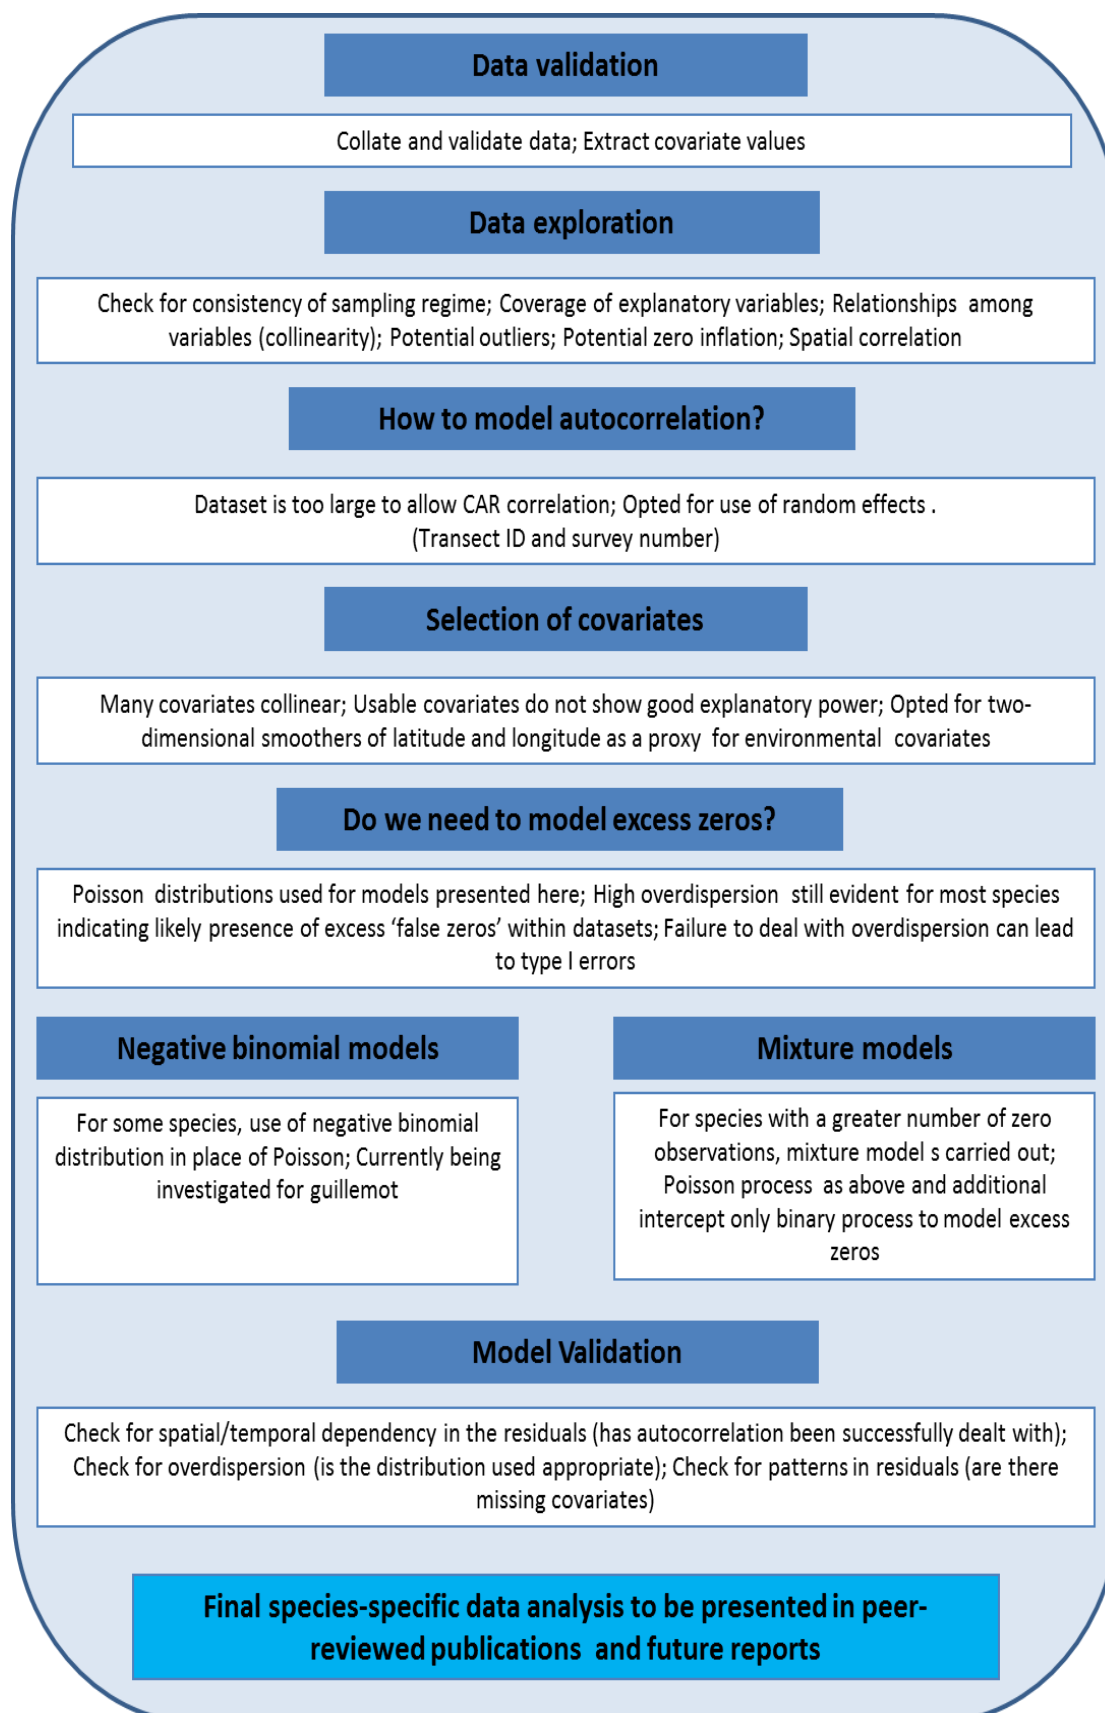 Data validation
Collate and validate data; Extract covariate values
Data exploration
Check for consistency of sampling regime; Coverage of explanatory variables; Relationships among
variables (collinearity); Potential outliers; Potential zero inflation; Spatial correlation
How to model autocorrelation?
Dataset is too large to allow CAR correlation; Opted for use of random effects .
(Transect ID and survey number)
Selection of covariates
Many covariates collinear; Usable covariates do not show good explanatory power; Opted for two-
dimensional smoothers of latitude and longitude as a proxy for environmental covariates
Do we need to model excess zeros?
Poisson distributions used for models presented here; High overdispersion still evident for most species
indicating likely presence of excess ‘false zeros’ within datasets; Failure to deal with overdispersion can lead
to type I errors
Negative binomial models
For some species, use of negative binomial
distribution in place of Poisson; Currently being
investigated for guillemot
Mixture models
For species with a greater number of zero
observations, mixture model s carried out;
Poisson process as above and additional
intercept only binary process to model excess
zeros
Model Validation
Check for spatial/temporal dependency in the residuals (has autocorrelation been successfully dealt with);
Check for overdispersion (is the distribution used appropriate); Check for patterns in residuals (are there
missing covariates)
Final species-specific data analysis to be presented in peer-
reviewed publications and future reports